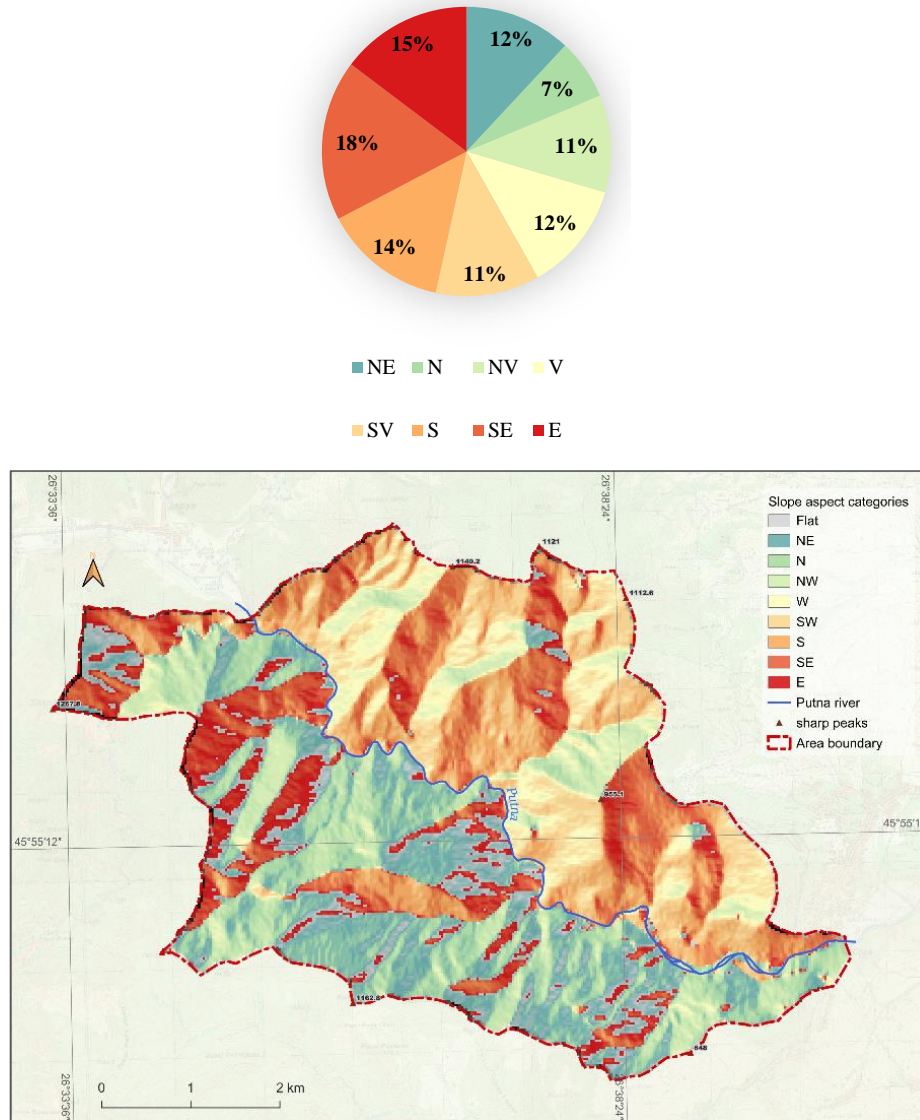 15%
12%
7%
18%
11%
12%
14%
11%
NE N NV V
SV S SE E
26°33'36"
26°38'24"
Slope aspect categories
Flat
NE
N
NW
W
SW
S
SE
E
Putna river
sharp peaks
Area boundary
N
1121
1149.2
1112.6
1267.8
Putna
955.1
45°55'12"
45°55'1
1162.8
848
0 1 2 km
26°33'36"
26°38'24"